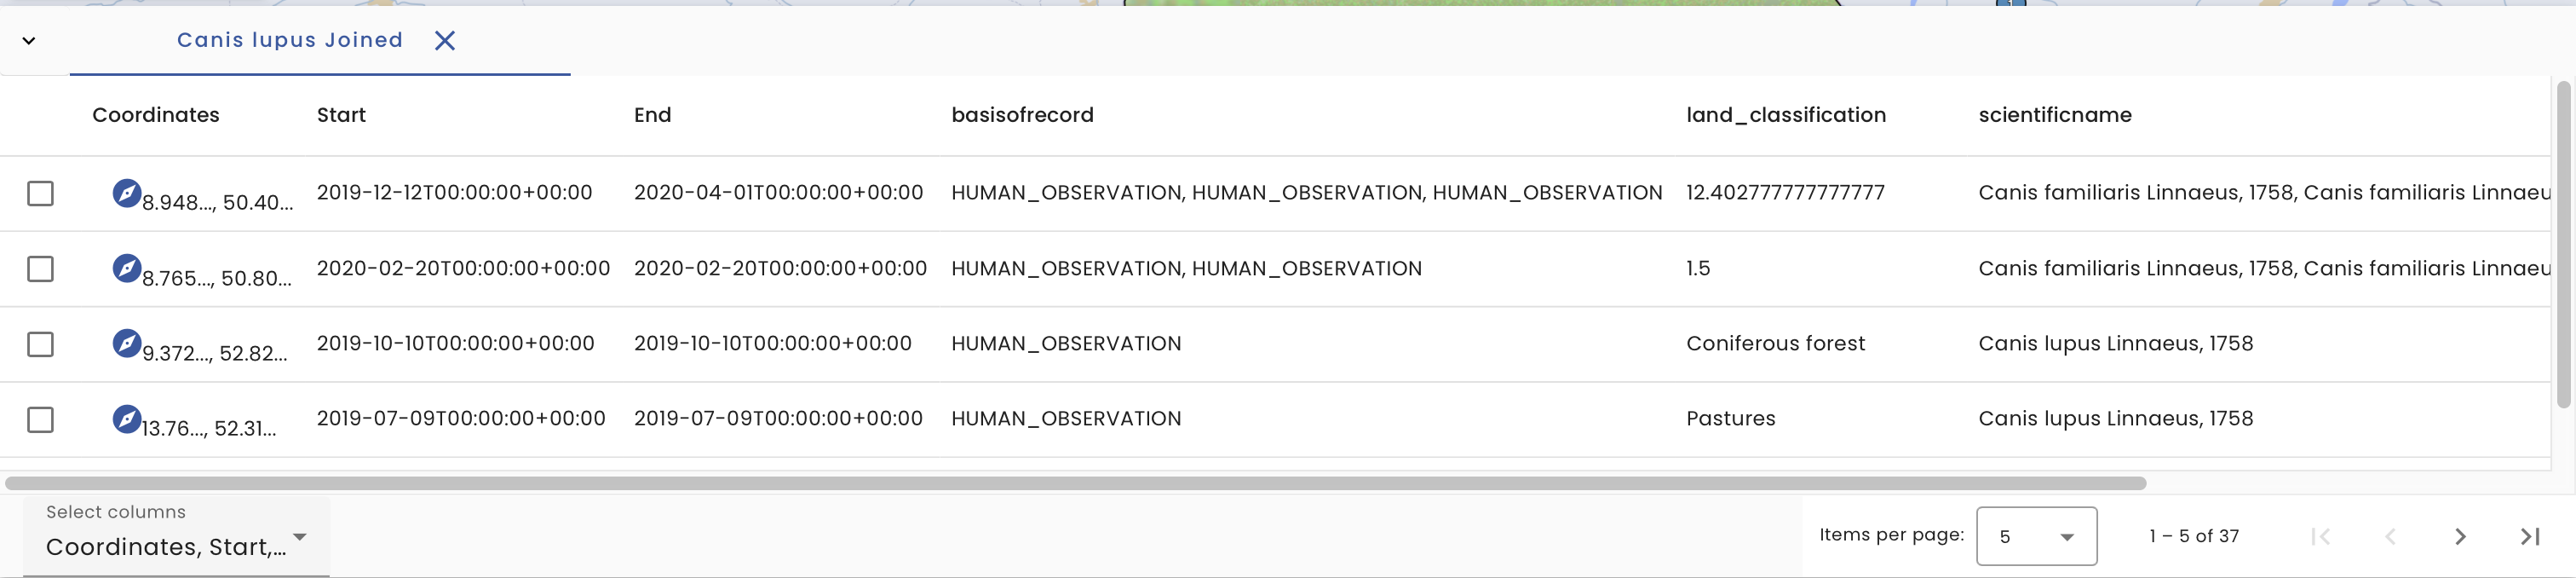 Canis lupus Joined
Coordinates Start End basisofrecord land_classification scientificname
8.948..., 50.40... 2019-12-12T00:00:00+00:00 2020-04-01T00:00:00+00:00 HUMAN_OBSERVATION, HUMAN_OBSERVATION, HUMAN_OBSERVATION 12.402777777777777 Canis familiaris Linnaeus, 1758, Canis familiaris Linnaeu
8.765..., 50.80... 2020-02-20T00:00:00+00:00 2020-02-20T00:00:00+00:00 HUMAN_OBSERVATION, HUMAN_OBSERVATION 1.5 Canis familiaris Linnaeus, 1758, Canis familiaris Linnaeu
9.372..., 52.82... 2019-10-10T00:00:00+00:00 2019-10-10T00:00:00+00:00 HUMAN_OBSERVATION Coniferous forest Canis lupus Linnaeus, 1758
13.76..., 52.31... 2019-07-09T00:00:00+00:00 2019-07-09T00:00:00+00:00 HUMAN_OBSERVATION Pastures Canis lupus Linnaeus, 1758
Select columns
Coordinates, Start,...
Items per page: 5 1 – 5 of 37